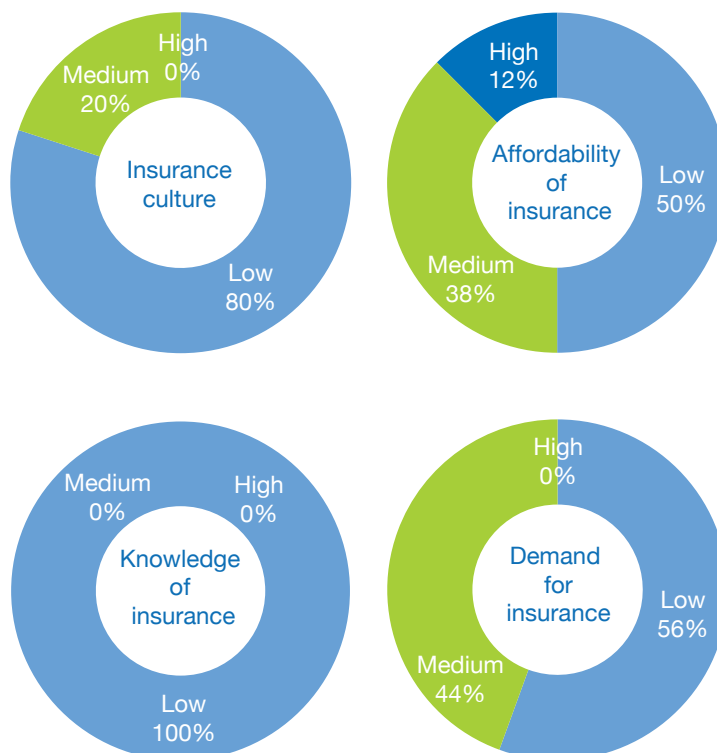 High
0%
Medium
20%
Insurance
culture
Low
80%
High
12%
Affordability
of
insurance
Low
50%
Medium
38%
Medium
0%
High
0%
Knowledge
of
insurance
Low
100%
High
0%
Demand
for
insurance
Low
56%
Medium
44%